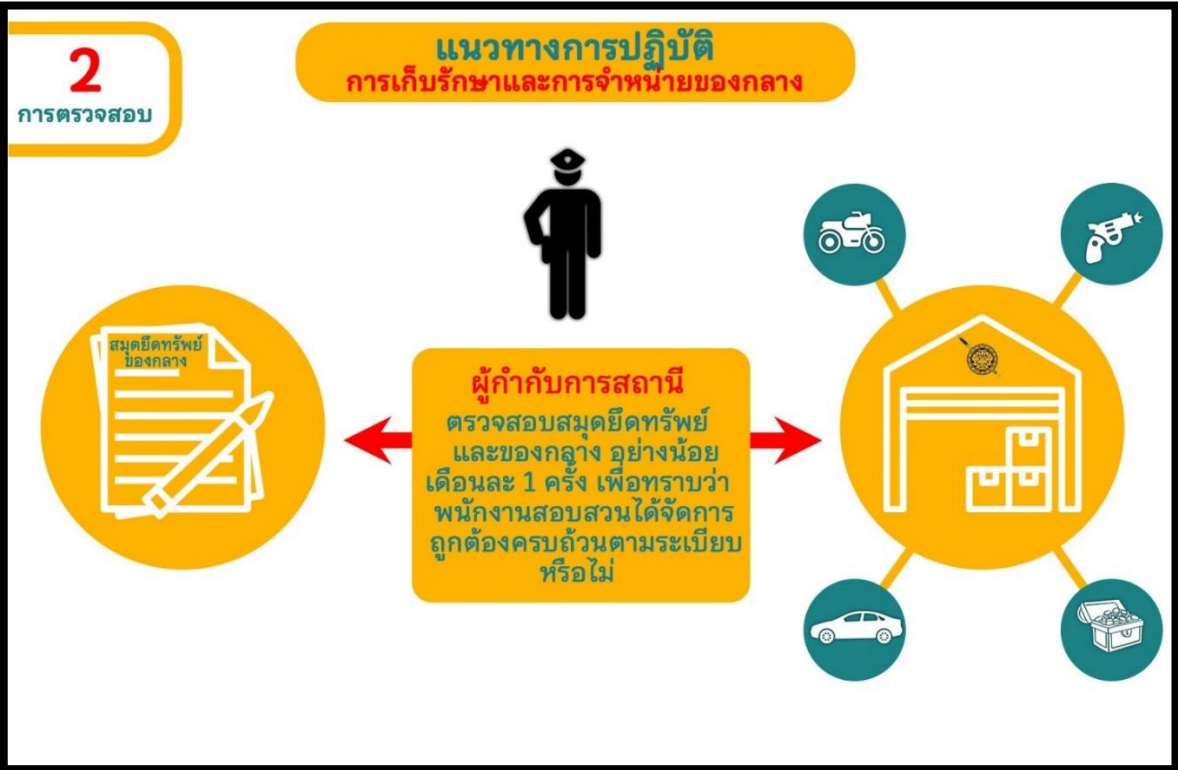 2
การตรวจสอบ
แนวทางการปฏิบัติ
การเก็บรักษาและการจำหน่ายของกลาง
สมุดยึดทรัพย์
ของกลาง
ผู้กำกับการสถานี
ตรวจสอบสมุดยึดทรัพย์
และของกลาง อย่างน้อย
เดือนละ 1 ครั้ง เพื่อทราบว่า
พนักงานสอบสวนได้จัดการ
ถูกต้องครบถ้วนตามระเบียบ
หรือไม่